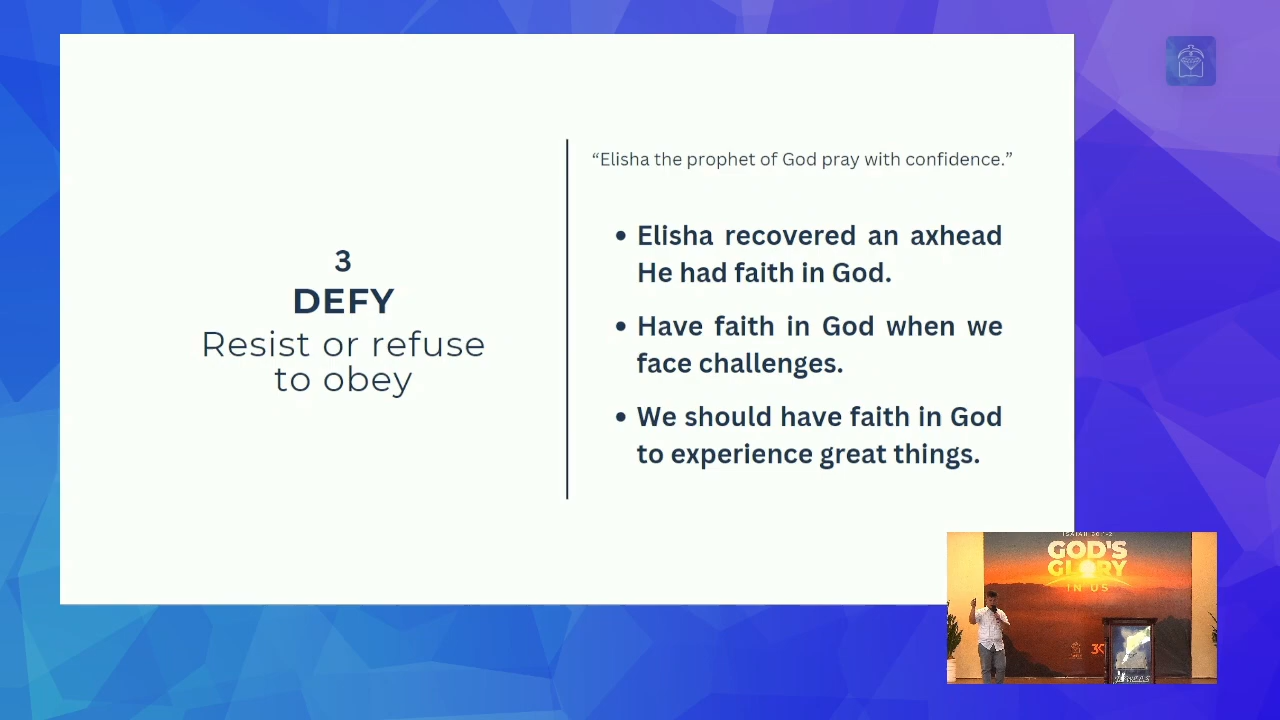 3
DEFY
Resist or refuse
to obey
“Elisha the prophet of God pray with confidence.”
• Elisha recovered an axhead
He had faith in God.
• Have faith in God when we
face challenges.
• We should have faith in God
to experience great things.
GOD'S
GLORY
IN US